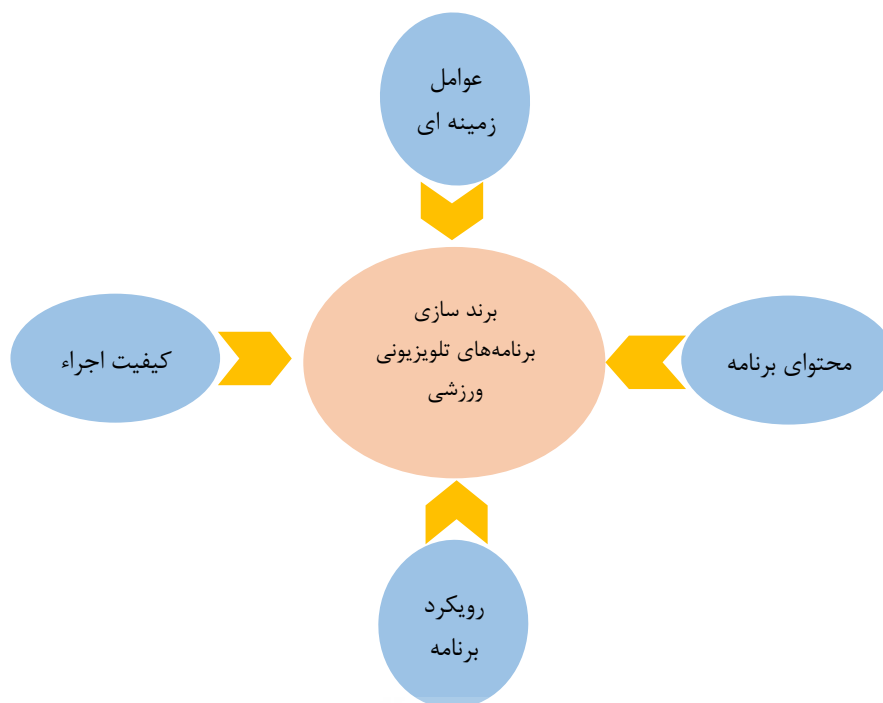 عوامل
زمینه ای
برند سازی
برنامه‌های تلویزیونی
ورزشی
محتوای برنامه
کیفیت اجراء
رویکرد
برنامه